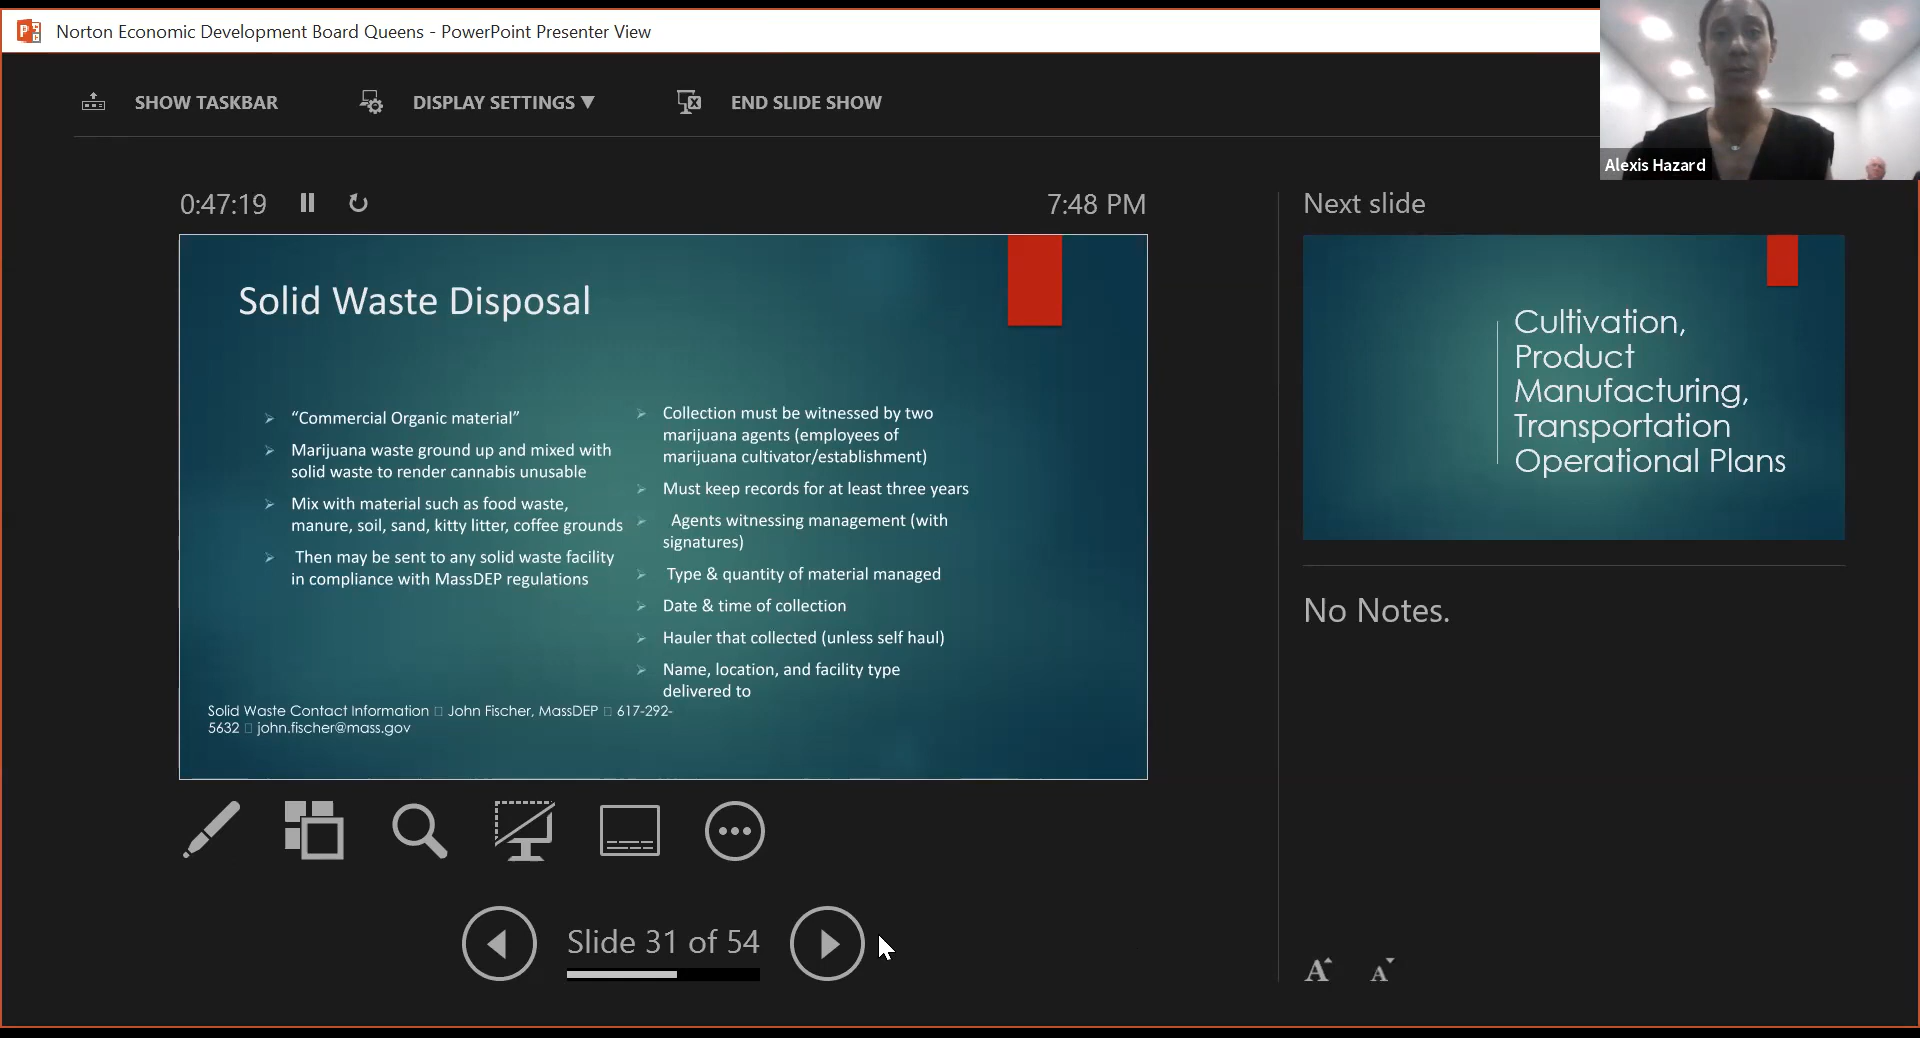 Norton Economic Development Board Queens - PowerPoint Presenter View
SHOW TASKBAR
DISPLAY SETTINGS ▼
END SLIDE SHOW
Alexis Hazard
0:47:19
7:48 PM
Solid Waste Disposal
“Commercial Organic material”
Marijuana waste ground up and mixed with
solid waste to render cannabis unusable
Mix with material such as food waste,
manure, soil, sand, kitty litter, coffee grounds
Then may be sent to any solid waste facility
in compliance with MassDEP regulations
Collection must be witnessed by two
marijuana agents (employees of
marijuana cultivator/establishment)
Must keep records for at least three years
Agents witnessing management (with
signatures)
Type & quantity of material managed
Date & time of collection
Hauler that collected (unless self haul)
Name, location, and facility type
delivered to
Solid Waste Contact Information □ John Fischer, MassDEP □ 617-292-
5632 □ john.fischer@mass.gov
Slide 31 of 54
Next slide
Cultivation,
Product
Manufacturing,
Transportation
Operational Plans
No Notes.
A A